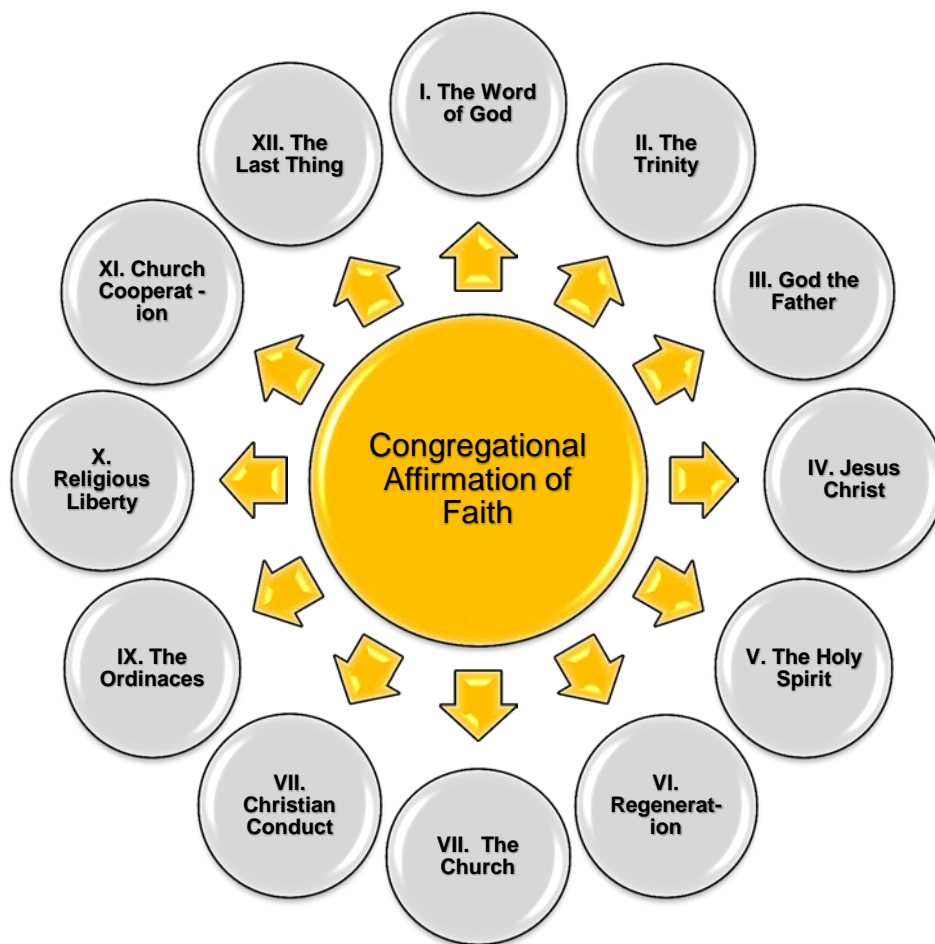 Congregational
Affirmation of
Faith
I. The Word
of God
II. The
Trinity
III. God the
Father
IV. Jesus
Christ
V. The Holy
Spirit
VI.
Regenerat-
ion
VII.  The
Church
VII.
Christian
Conduct
IX. The
Ordinaces
X.
Religious
Liberty
XI. Church
Cooperat -
ion
XII. The
Last Thing